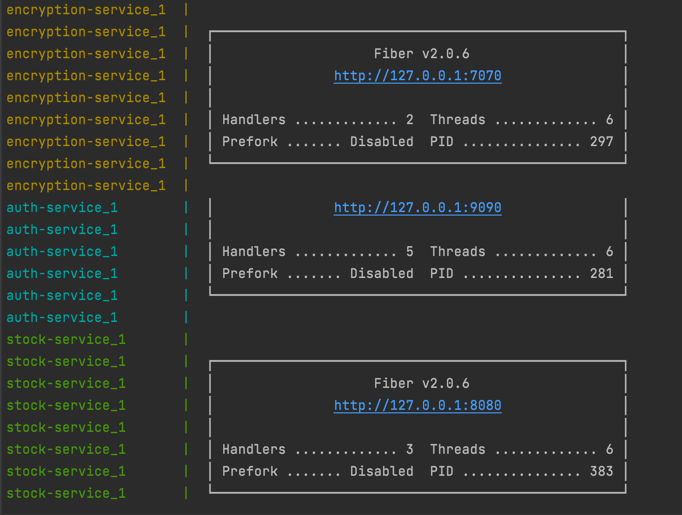 encryption-service_1 |
encryption-service_1 |
encryption-service_1 | Fiber v2.0.6
encryption-service_1 | http://127.0.0.1:7070
encryption-service_1 |
encryption-service_1 | Handlers ............. 2 Threads ............. 6
encryption-service_1 | Prefork ....... Disabled PID ............... 297
encryption-service_1 |
encryption-service_1 |
auth-service_1 | http://127.0.0.1:9090
auth-service_1 |
auth-service_1 | Handlers ............. 5 Threads ............. 6
auth-service_1 | Prefork ....... Disabled PID ............... 281
auth-service_1 |
auth-service_1 |
stock-service_1 |
stock-service_1 |
stock-service_1 | Fiber v2.0.6
stock-service_1 | http://127.0.0.1:8080
stock-service_1 |
stock-service_1 | Handlers ............. 3 Threads ............. 6
stock-service_1 | Prefork ....... Disabled PID ............... 383
stock-service_1 |